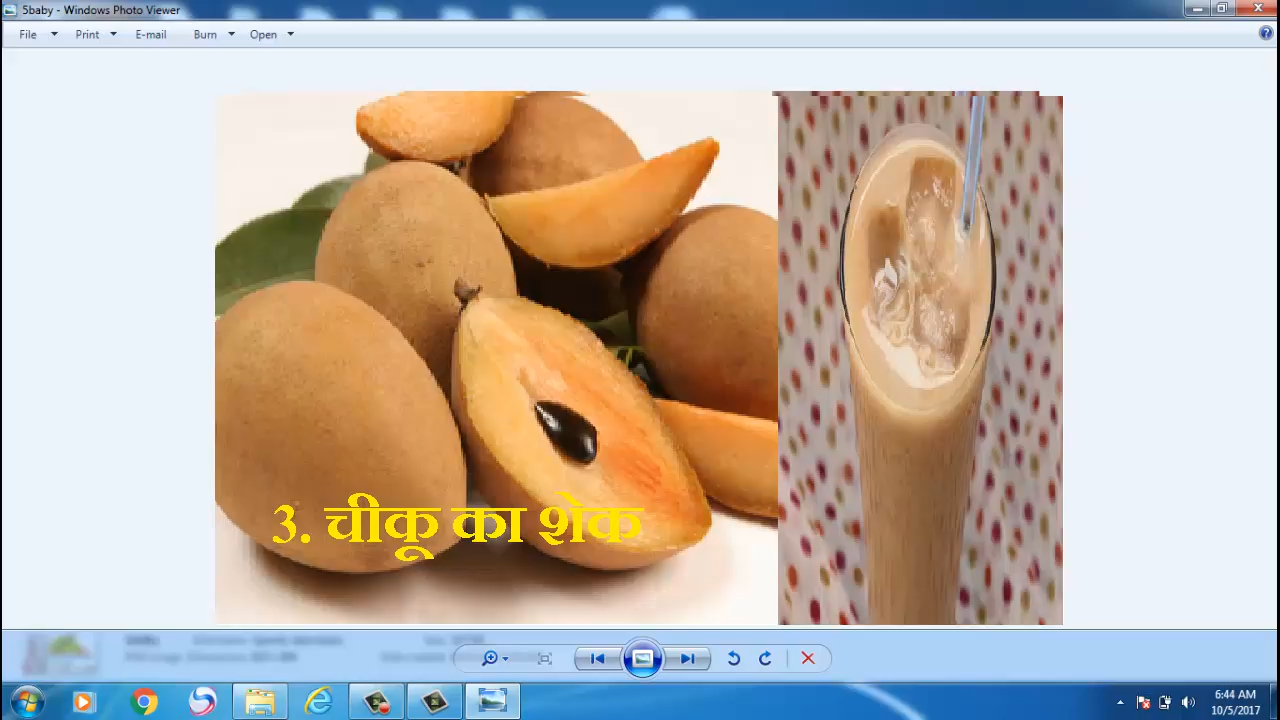 5baby - Windows Photo Viewer
File Print E-mail Burn Open
3. चीकू का शेक
6:44 AM
10/5/2017